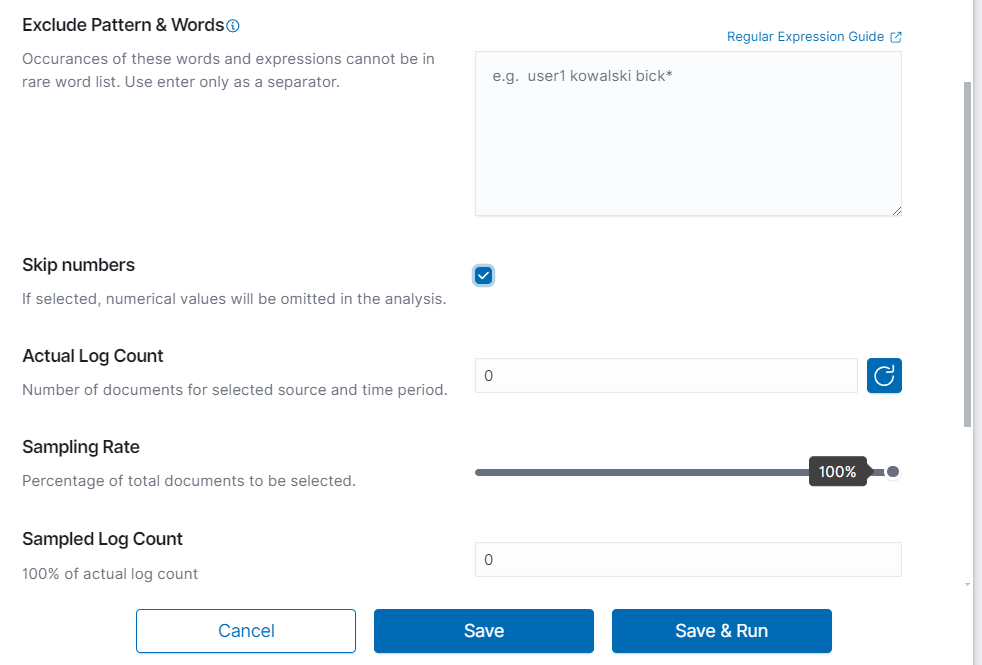 Exclude Pattern & Words
Regular Expression Guide
Occurances of these words and expressions cannot be in
rare word list. Use enter only as a separator.
e.g. user1 kowalski bick*
Skip numbers
If selected, numerical values will be omitted in the analysis.
Actual Log Count
Number of documents for selected source and time period.
0
Sampling Rate
Percentage of total documents to be selected.
100%
Sampled Log Count
100% of actual log count
0
Cancel
Save
Save & Run